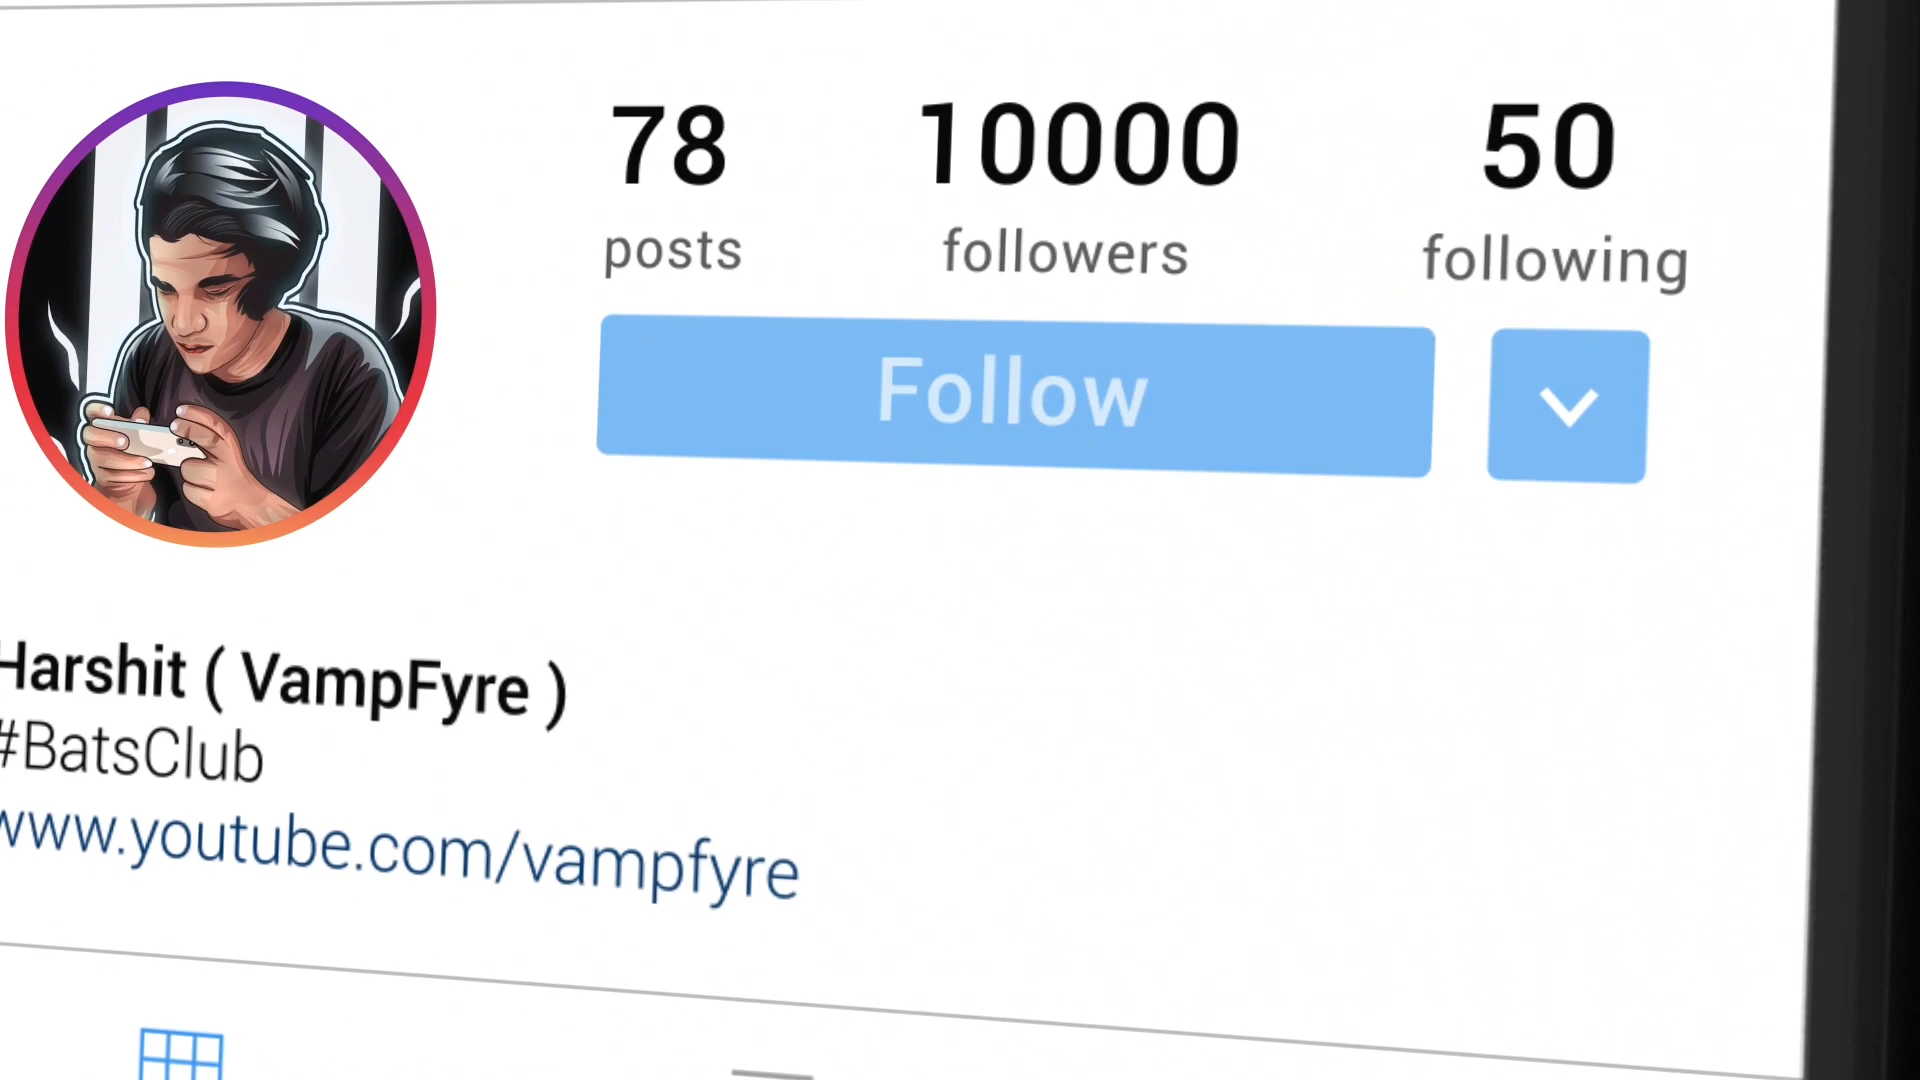 78 10000 50
posts followers following
Follow
Harshit ( VampFyre )
#BatsClub
www.youtube.com/vampfyre